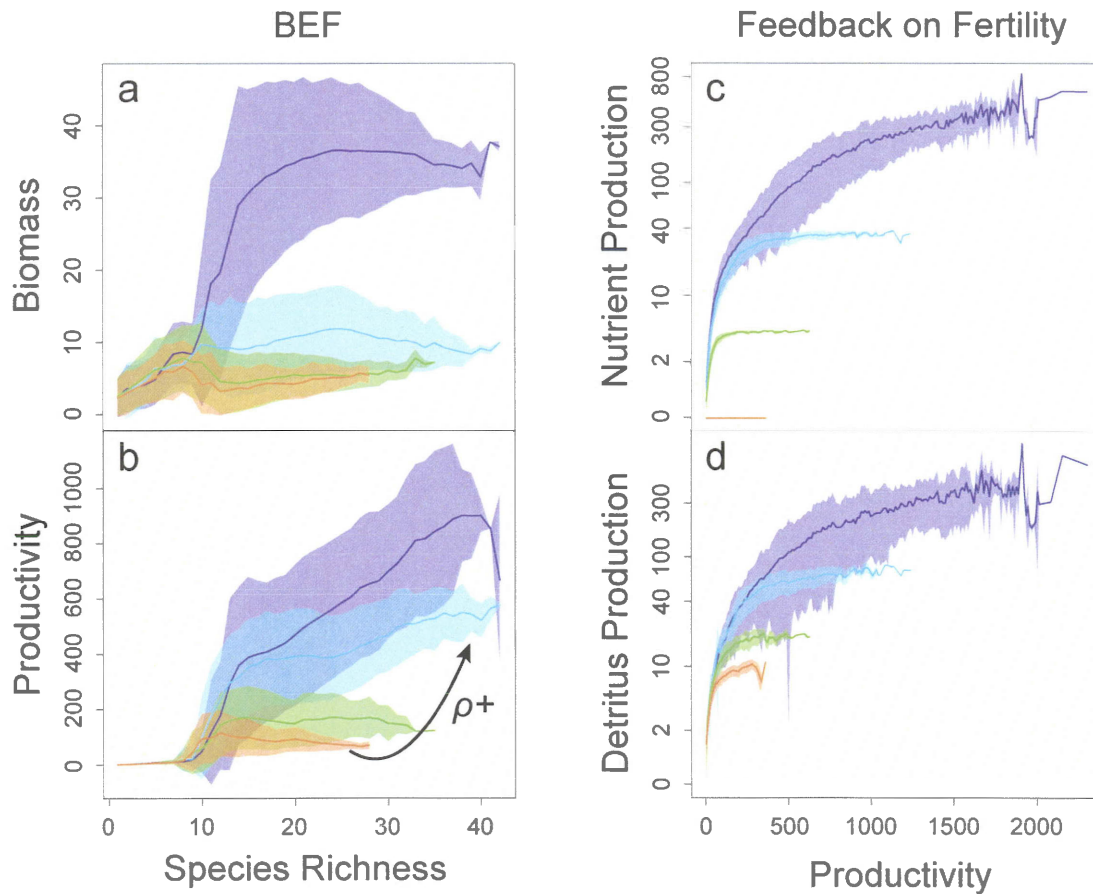 BEF
Feedback on Fertility
a
Biomass
40
30
20
10
0
b
Productivity
1000
800
600
400
200
0
ρ+
0
10
20
30
40
Species Richness
c
Nutrient Production
800
300
100
40
10
2
0
d
Detritus Production
300
100
40
10
2
0
0
500
1000
1500
2000
Productivity